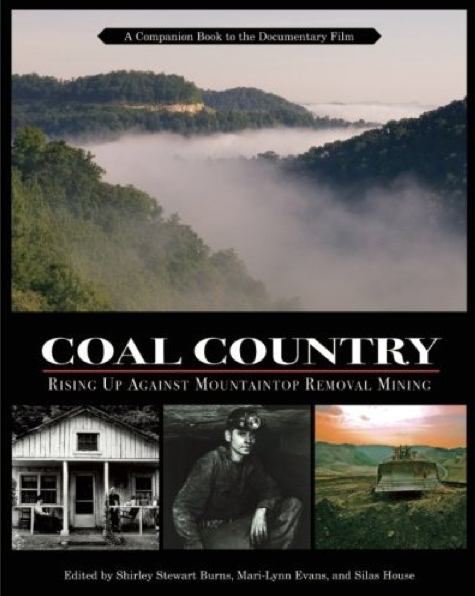 A Companion Book to the Documentary Film
COAL COUNTRY
RISING UP AGAINST MOUNTAINTOP REMOVAL MINING
Edited by Shirley Stewart Burns, Mari-Lynn Evans, and Silas House